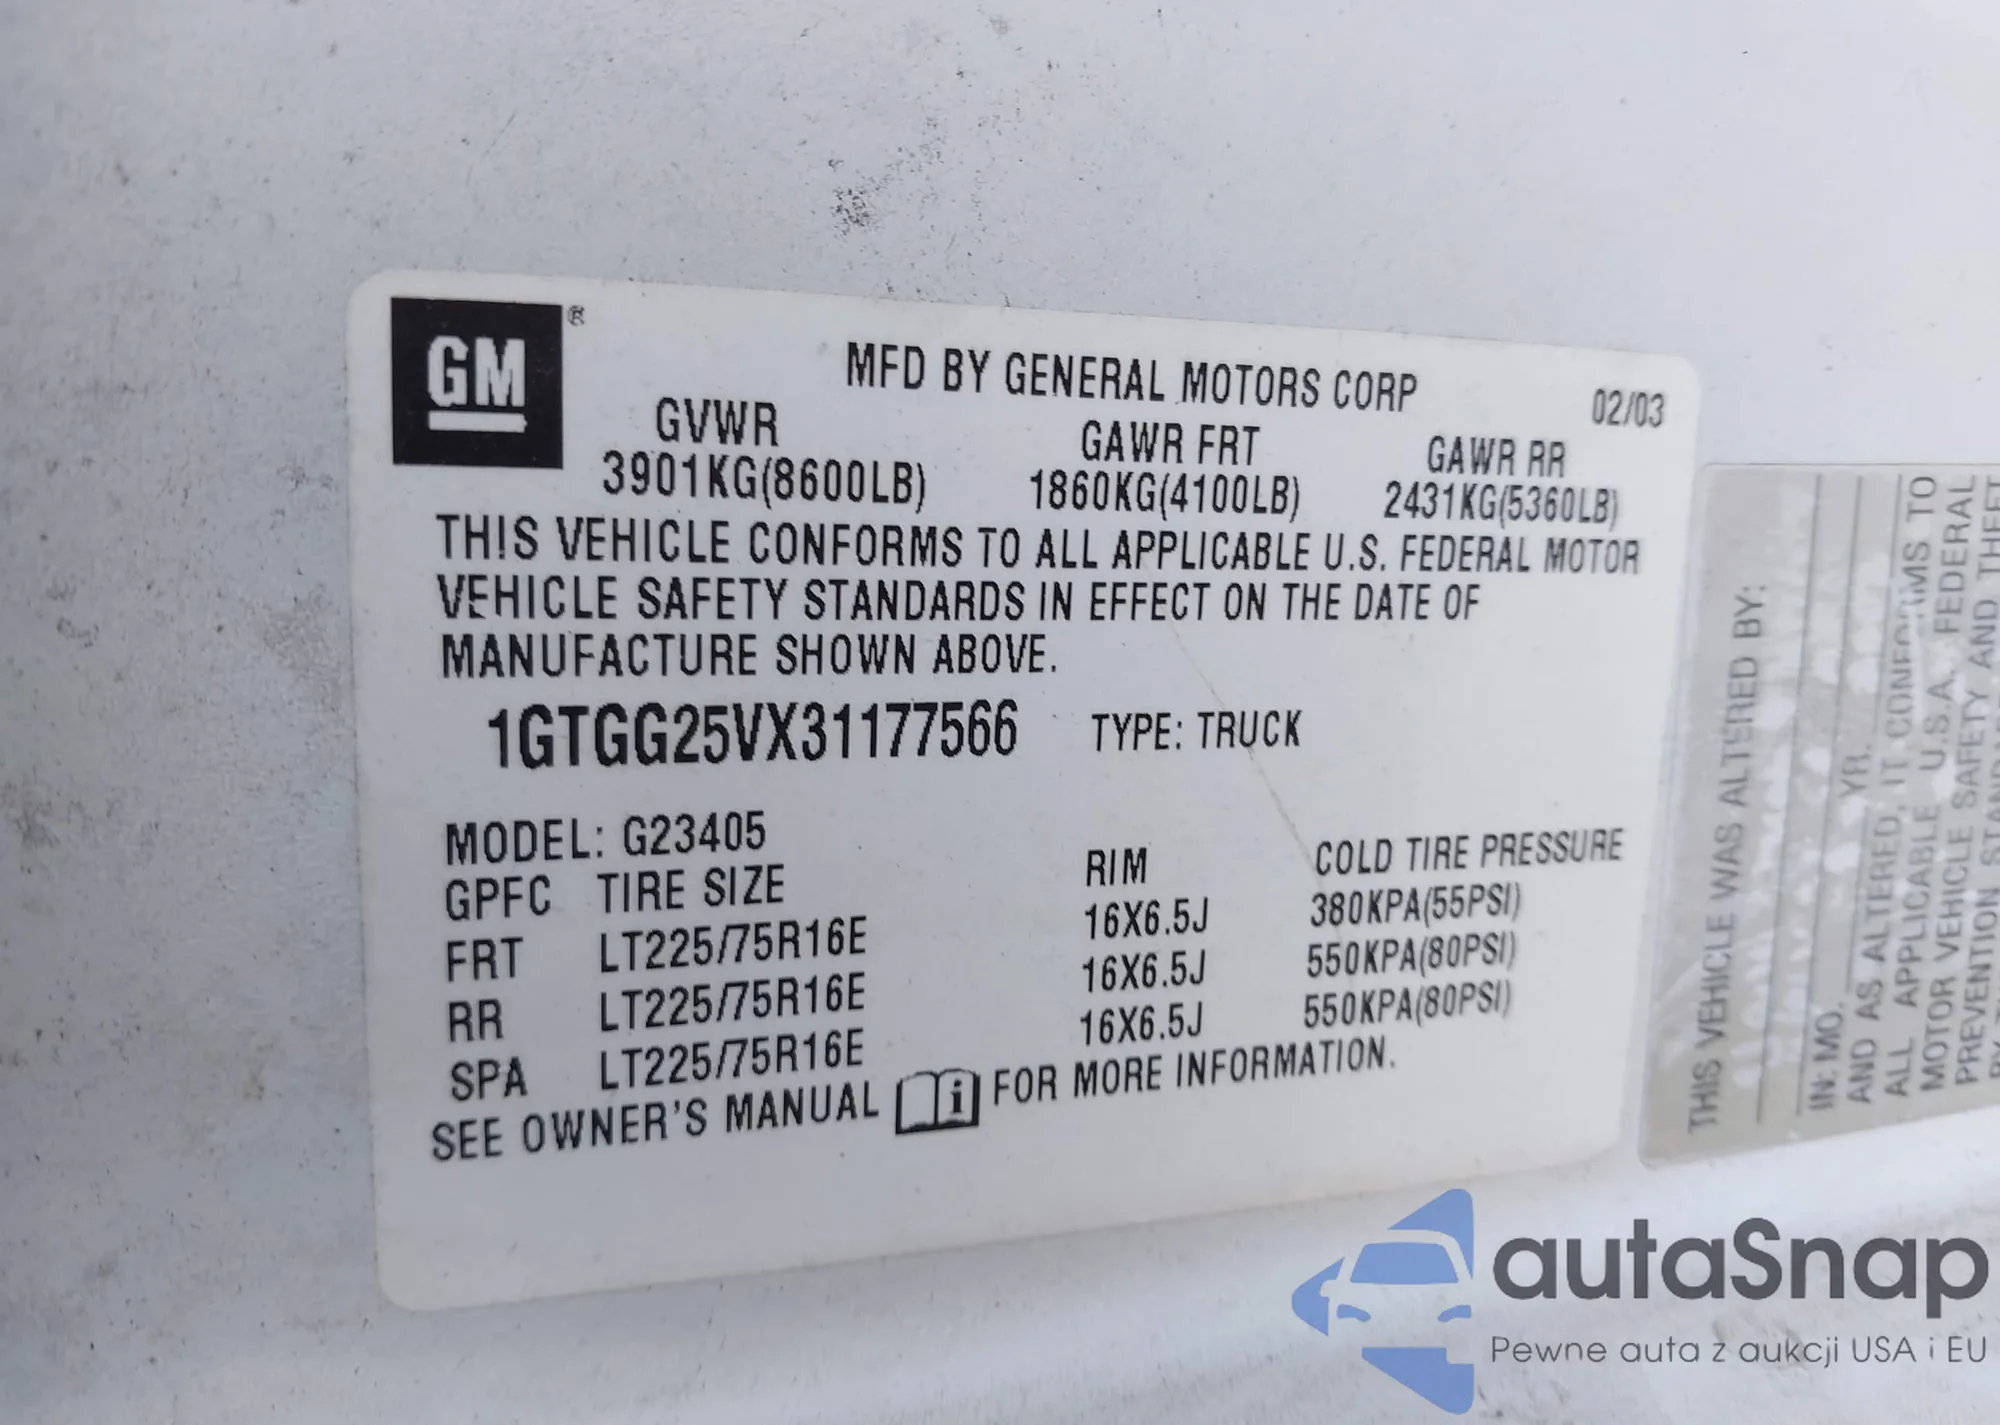 GM ®
MFD BY GENERAL MOTORS CORP 02/03
GVWR GAWR FRT GAWR RR
3901KG(8600LB) 1860KG(4100LB) 2431KG(5360LB)
THIS VEHICLE CONFORMS TO ALL APPLICABLE U.S. FEDERAL MOTOR
VEHICLE SAFETY STANDARDS IN EFFECT ON THE DATE OF
MANUFACTURE SHOWN ABOVE.
1GTGG25VX31177566 TYPE: TRUCK
MODEL: G23405
GPFC TIRE SIZE RIM COLD TIRE PRESSURE
FRT LT225/75R16E 16X6.5J 380KPA(55PSI)
RR LT225/75R16E 16X6.5J 550KPA(80PSI)
SPA LT225/75R16E 16X6.5J 550KPA(80PSI)
SEE OWNER'S MANUAL i FOR MORE INFORMATION.
THIS VEHICLE WAS ALTERED BY:
IN: MO. YR.
AND AS ALTERED, IT CONFORMS TO
ALL APPLICABLE U.S.A. FEDERAL
MOTOR VEHICLE SAFETY AND THEFT
PREVENTION
autaSnap
Pewne auta z aukcji USA i EU